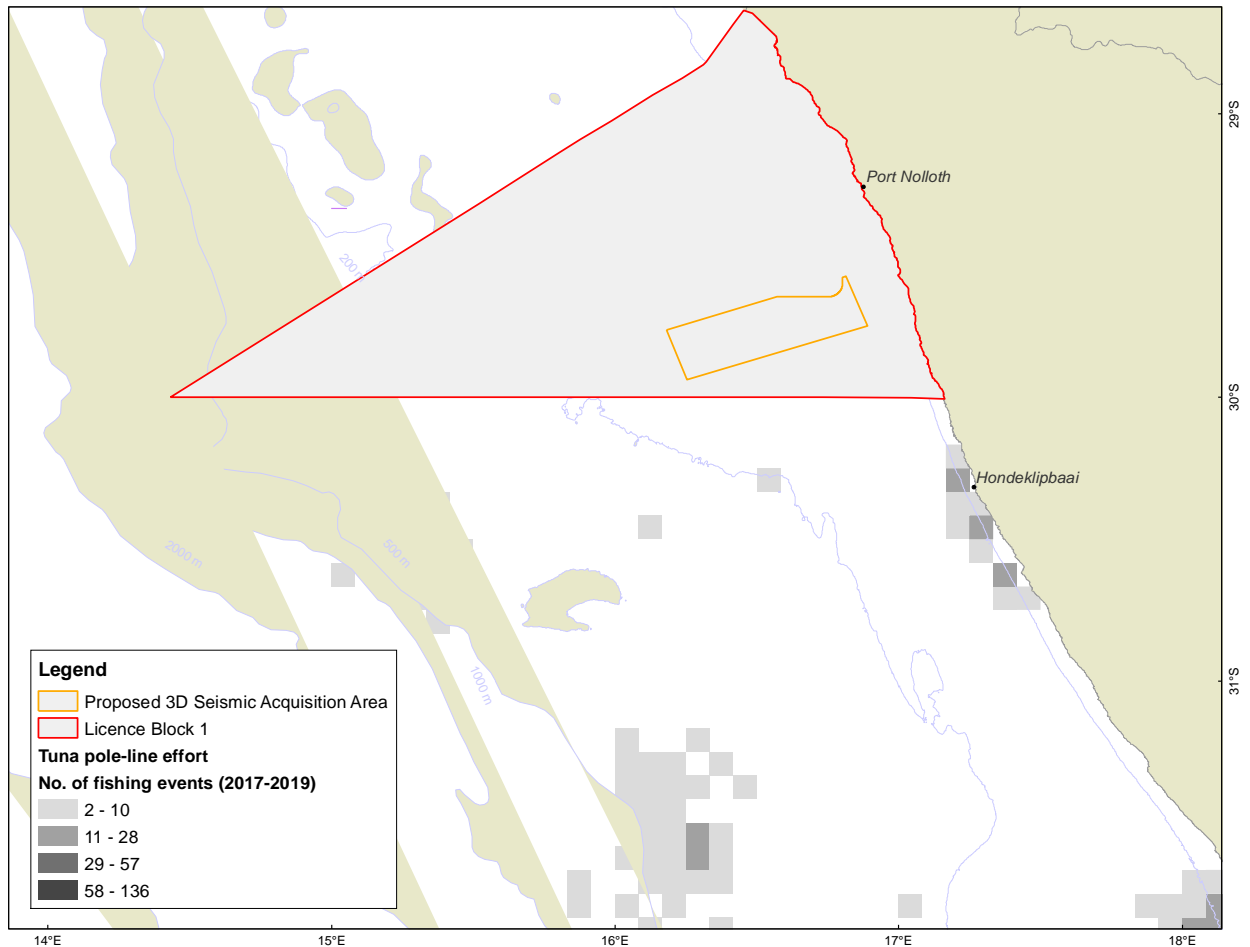 29°S
Port Nolloth
200 m
30°S
Hondeklipbaai
2000 m
500 m
1000 m
31°S
Legend
Proposed 3D Seismic Acquisition Area
Licence Block 1
Tuna pole-line effort
No. of fishing events (2017-2019)
2 - 10
11 - 28
29 - 57
58 - 136
14°E
15°E
16°E
17°E
18°E